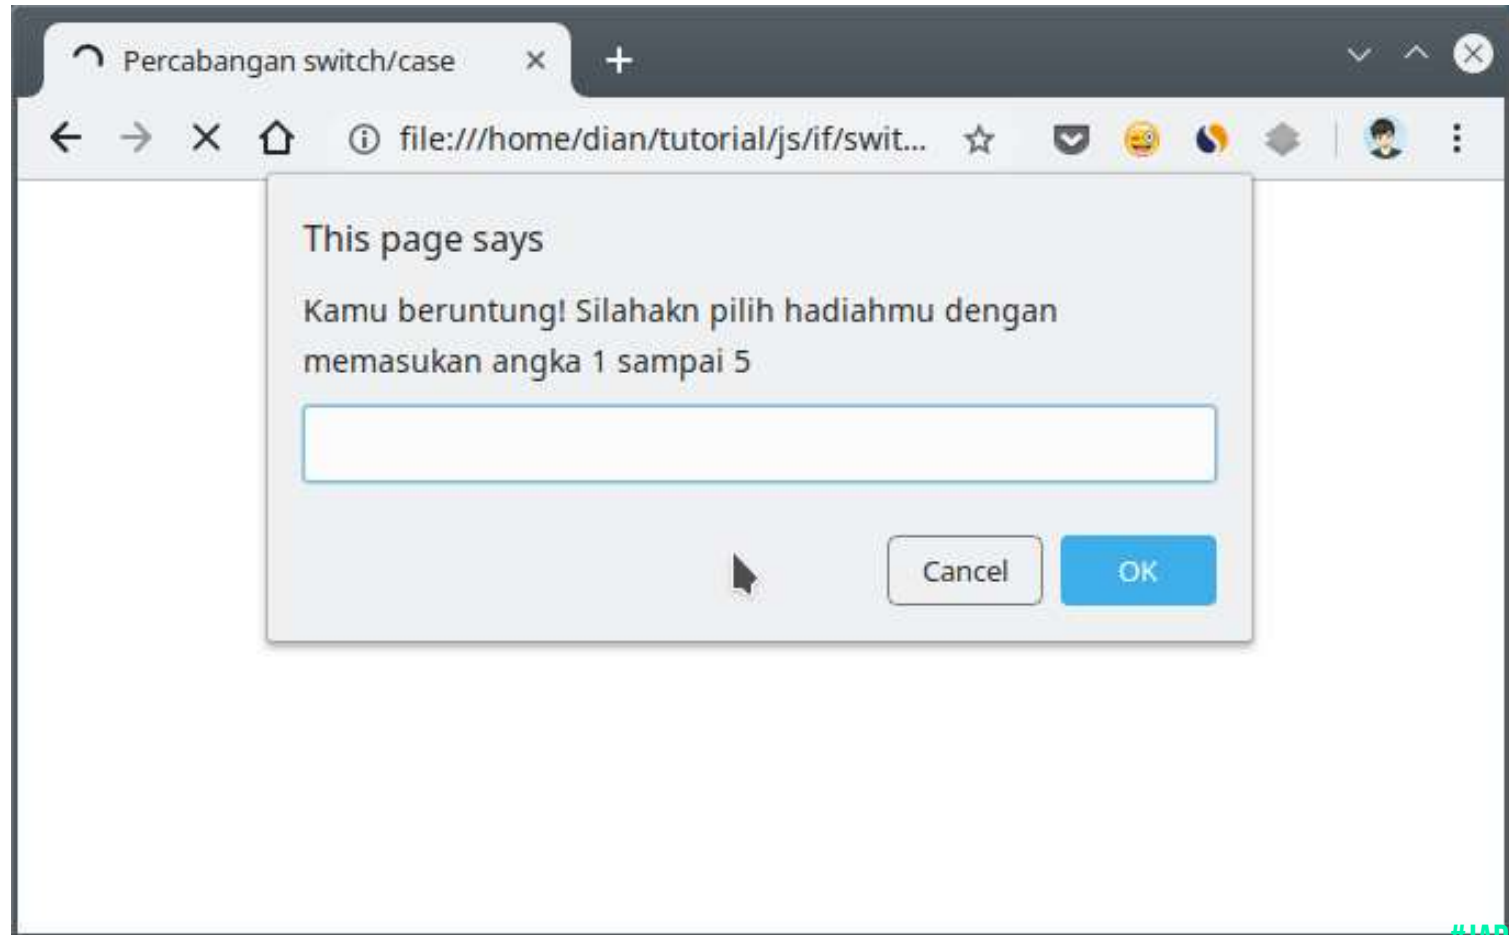 Percabangan switch/case
file:///home/dian/tutorial/js/if/swit...
This page says
Kamu beruntung! Silahakn pilih hadiahmu dengan
memasukan angka 1 sampai 5
Cancel OK